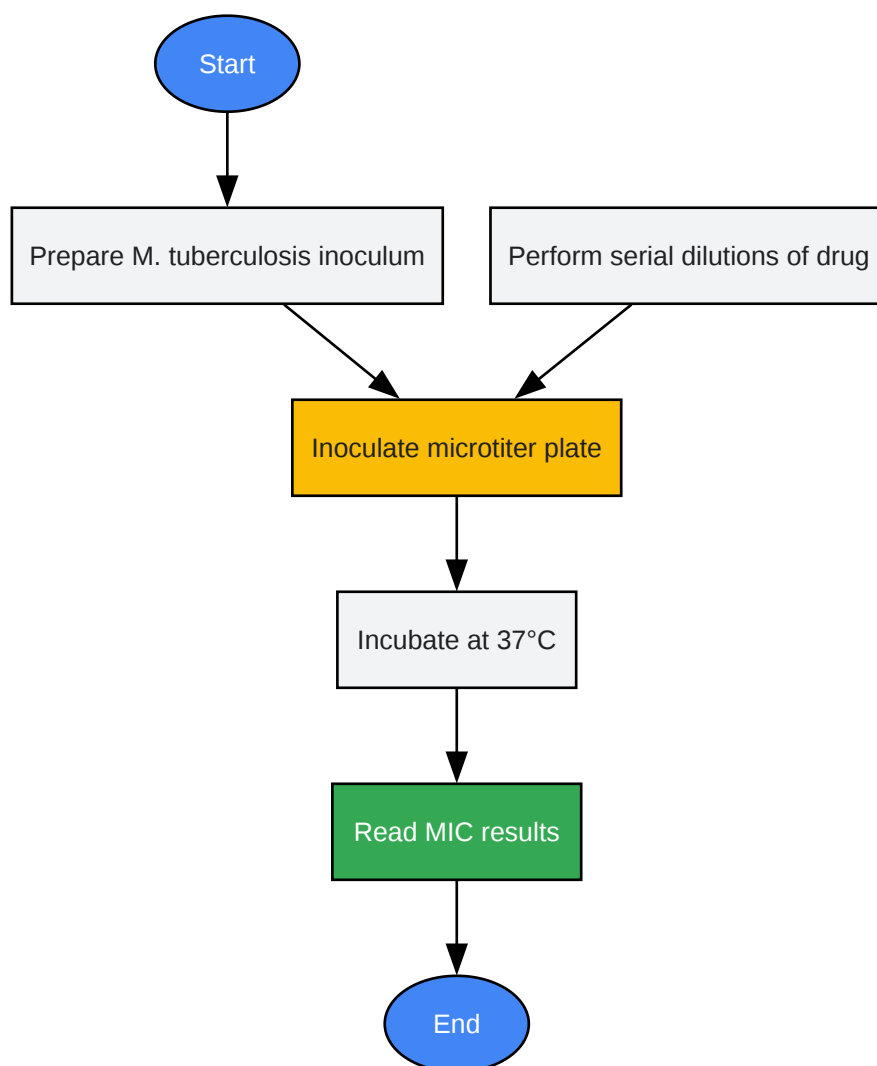 Start
Prepare M. tuberculosis inoculum
Perform serial dilutions of drug
Inoculate microtiter plate
Incubate at 37°C
Read MIC results
End